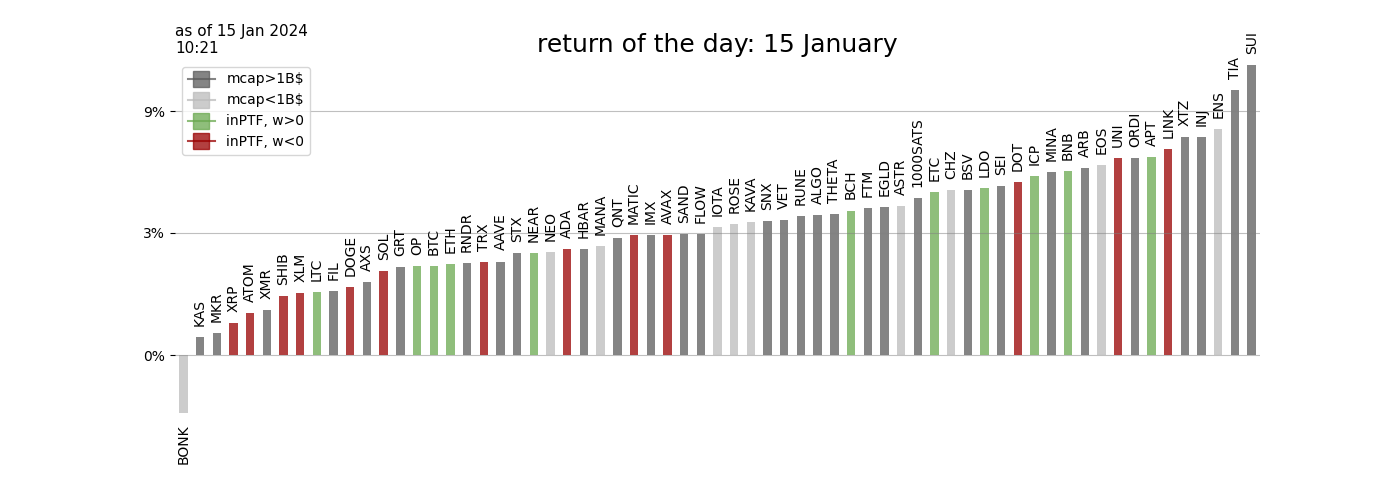 as of 15 Jan 2024
10:21
return of the day: 15 January
mcap>1B$
mcap<1B$
inPTF, w>0
inPTF, w<0
9%
3%
0%
BONK
KAS
MKR
XRP
ATOM
XMR
SHIB
XLM
LTC
FIL
DOGE
AXS
SOL
GRT
OP
BTC
ETH
RNDR
TRX
AAVE
STX
NEAR
NEO
ADA
HBAR
MANA
QNT
MATIC
IMX
AVAX
SAND
FLOW
IOTA
ROSE
KAVA
SNX
VET
RUNE
ALGO
THETA
BCH
FTM
EGLD
ASTR
1000SATS
ETC
CHZ
BSV
LDO
SEI
DOT
ICP
MINA
BNB
ARB
EOS
UNI
ORDI
APT
LINK
XTZ
INJ
ENS
TIA
SUI